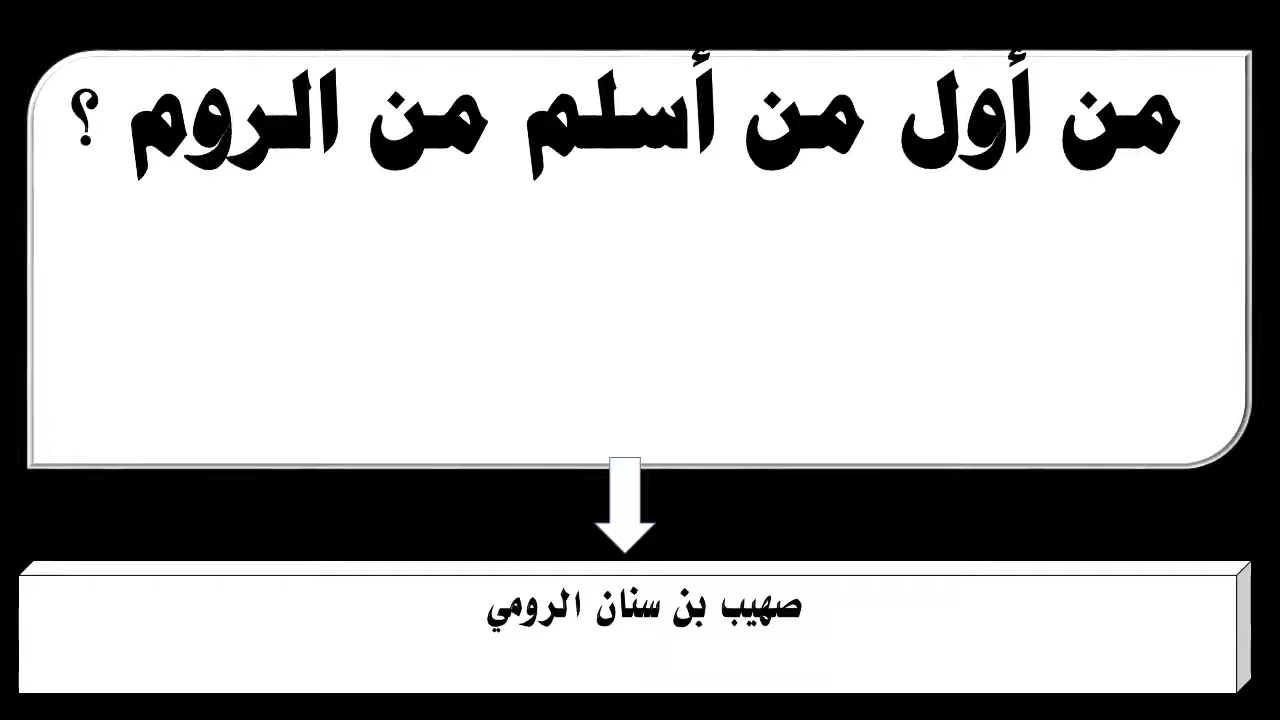 من أول من أسلم من الروم ؟
صهيب بن سنان الرومي